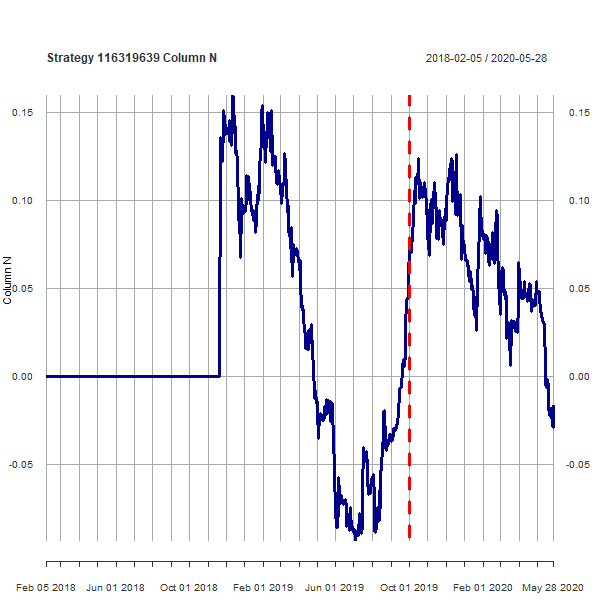 Strategy 116319639 Column N
2018-02-05 / 2020-05-28
0.15
0.15
0.10
0.10
0.05
0.05
0.00
0.00
-0.05
-0.05
Column N
Feb 05 2018
Jun 01 2018
Oct 01 2018
Feb 01 2019
Jun 01 2019
Oct 01 2019
Feb 01 2020
May 28 2020